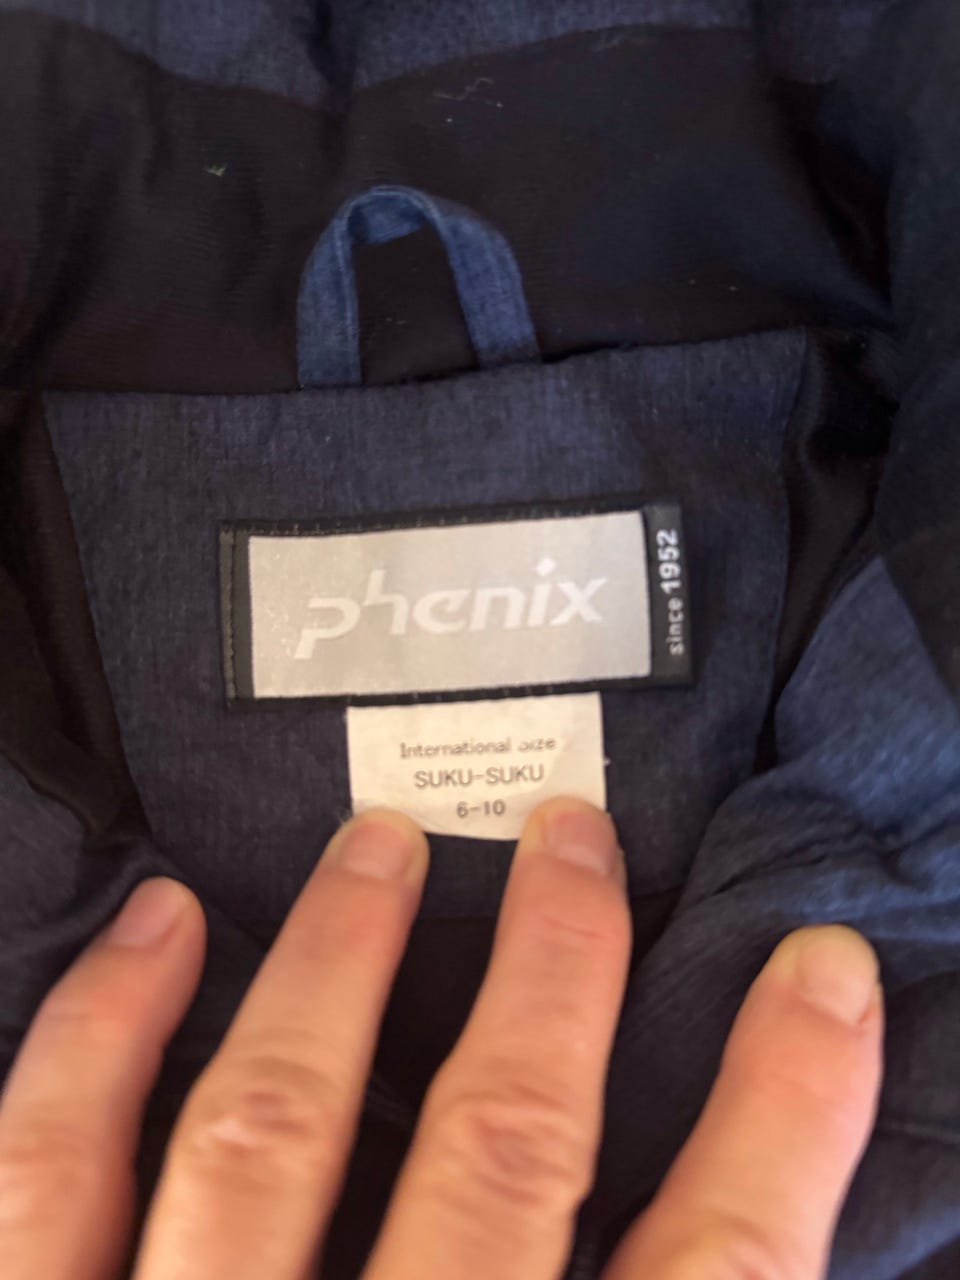 phenix
since 1952
International Size
SUKU-SUKU
6-10